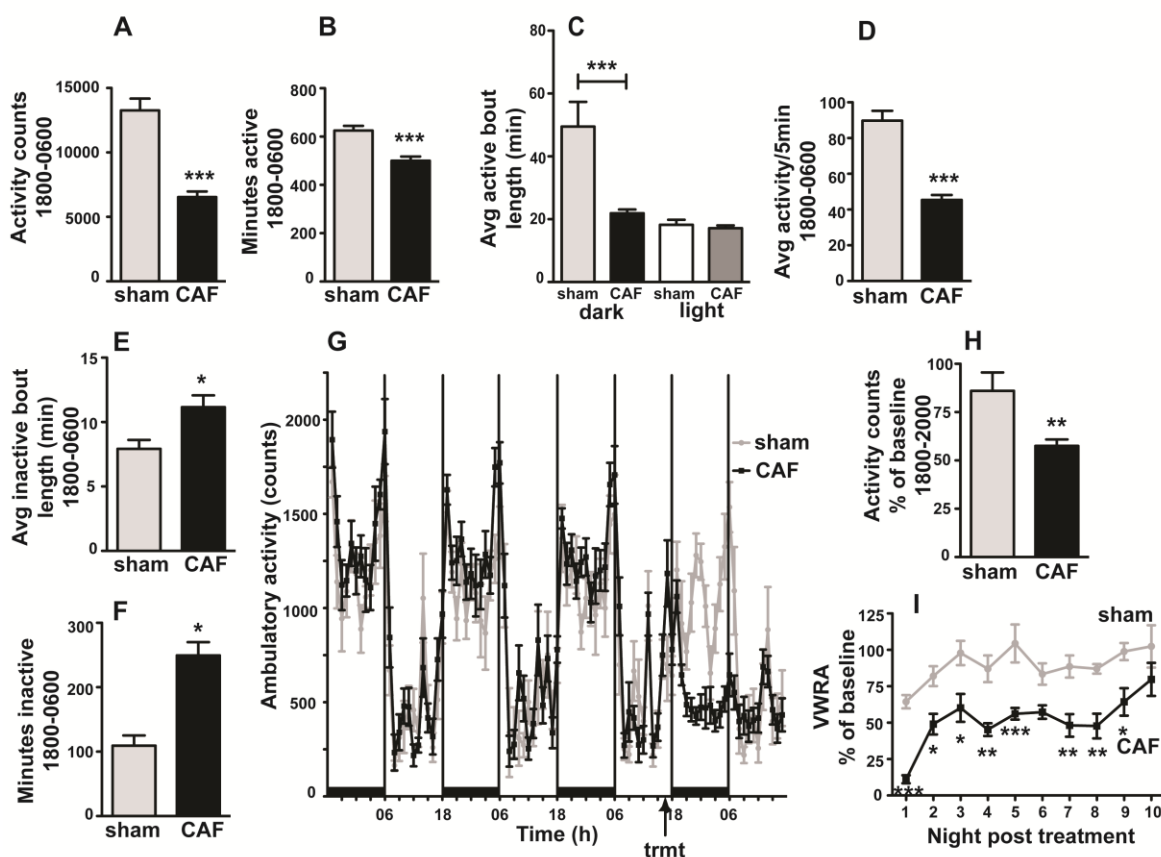 A
Activity counts
1800-0600
15000
10000
5000
0
***
sham CAF
B
Minutes active
1800-0600
800
600
400
200
0
***
sham CAF
C
Avg active bout
length (min)
80
60
40
20
0
***
sham CAF sham CAF
dark light
D
Avg activity/5min
1800-0600
100
80
60
40
20
0
***
sham CAF
E
Avg inactive bout
length (min)
1800-0600
15
10
5
0
*
sham CAF
F
Minutes inactive
1800-0600
300
200
100
0
*
sham CAF
G
Ambulatory activity (counts)
2000
1500
1000
500
0
sham
CAF
06 18 06 18 06 18 06
Time (h)
trmt
H
Activity counts
% of baseline
1800-2000
100
75
50
25
0
**
sham CAF
I
VWRA
% of baseline
125
100
75
50
25
0
sham
CAF
*** * * ** *** ** ** *
1 2 3 4 5 6 7 8 9 10
Night post treatment